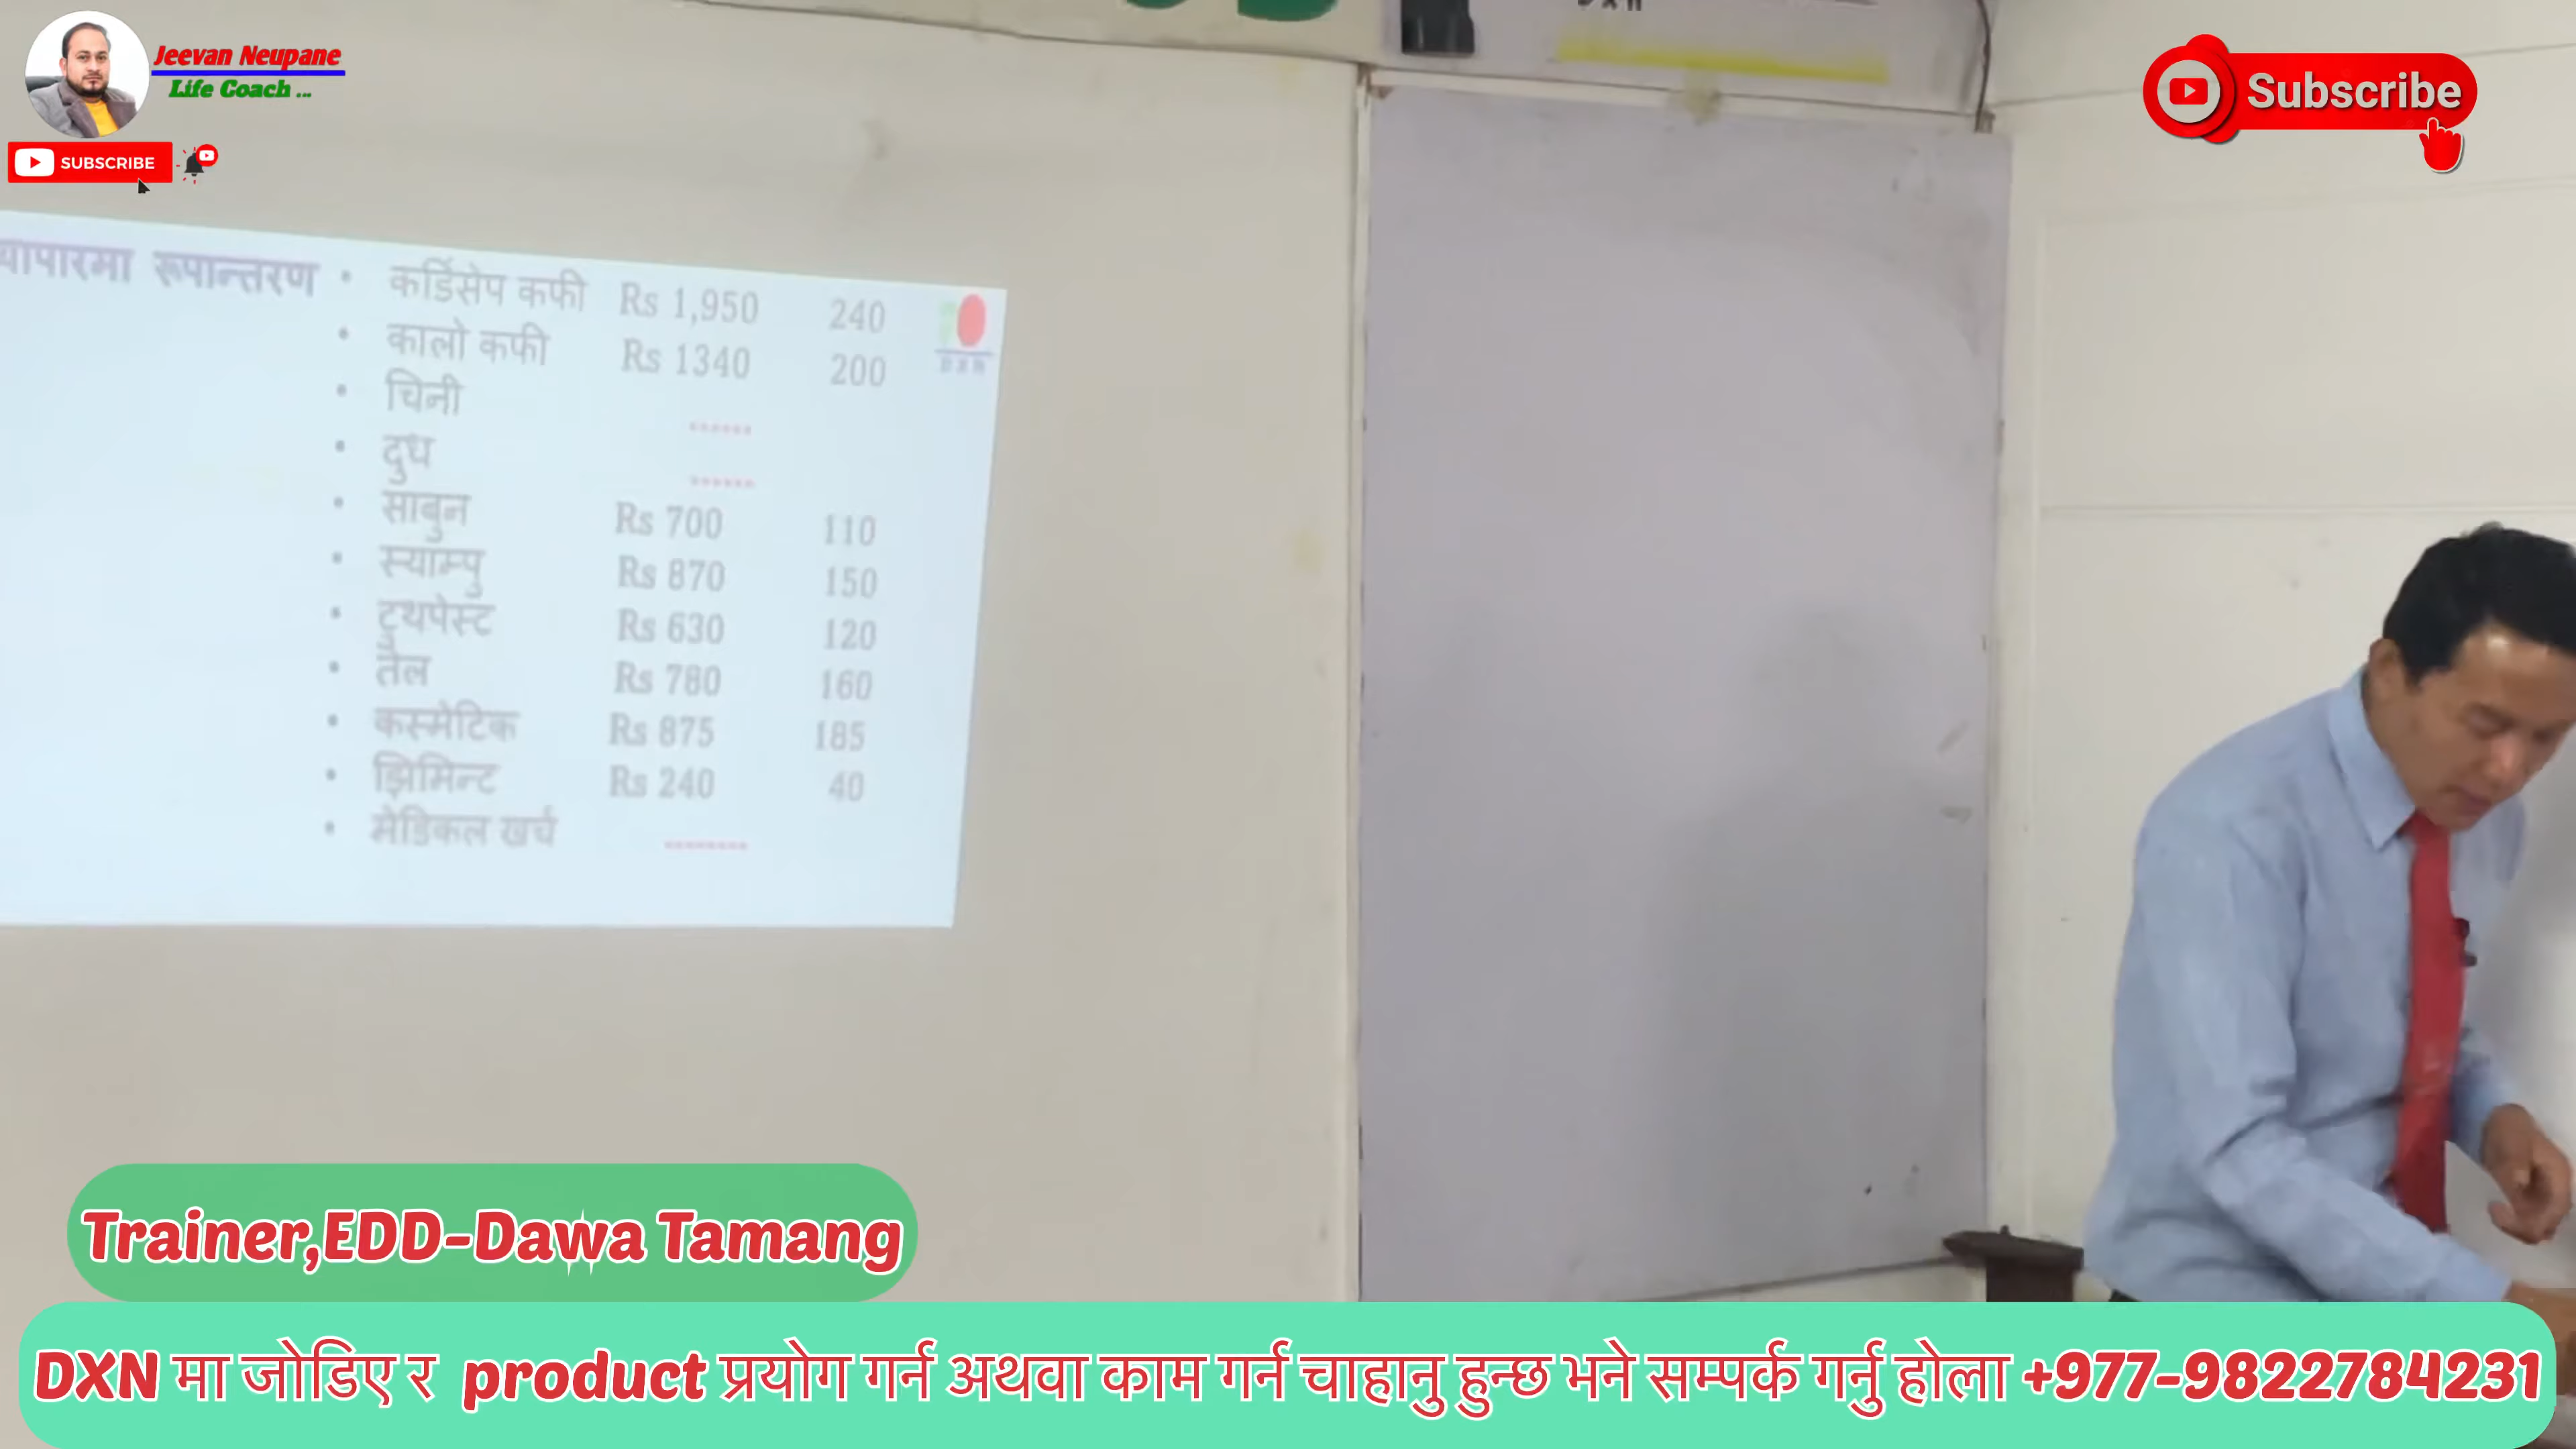 Jeevan Neupane
Life Coach ...
SUBSCRIBE
Subscribe
रूपान्तरण
• कर्डिसेप कफी Rs 1,950 240
• कालो कफी Rs 1340 200
• चिनी ......
• दुध ......
• साबुन Rs 700 110
• स्याम्पु Rs 870 150
• टुथपेस्ट Rs 630 120
• तेल Rs 780 160
• कस्मेटिक Rs 875 185
• झिमिन्ट Rs 240 40
• मेडिकल खर्च ........
DXN
Trainer,EDD-Dawa Tamang
DXN मा जोडिए र product प्रयोग गर्न अथवा काम गर्न चाहानु हुन्छ भने सम्पर्क गर्नु होला +977-9822784231